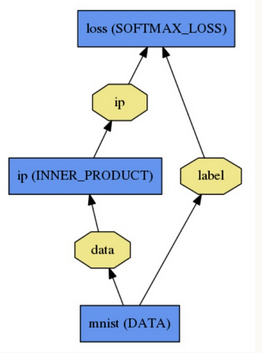 loss (SOFTMAX_LOSS)
ip
ip (INNER_PRODUCT)
label
data
mnist (DATA)